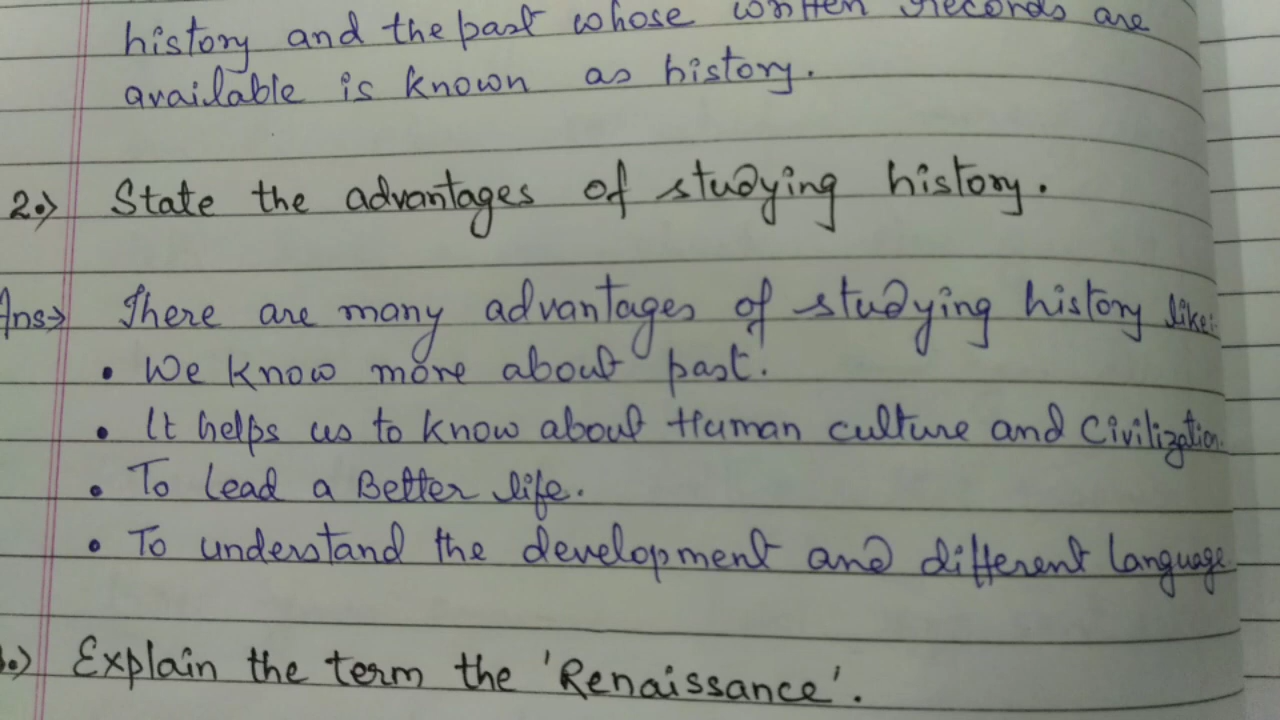 history and the past whose written records are
available is known as history.
2.) State the advantages of studying history.
Ans→ There are many advantages of studying history like:-
• We know more about past.
• It helps us to know about Human culture and Civilization.
• To lead a Better life.
• To understand the development and different language
.) Explain the term the 'Renaissance'.